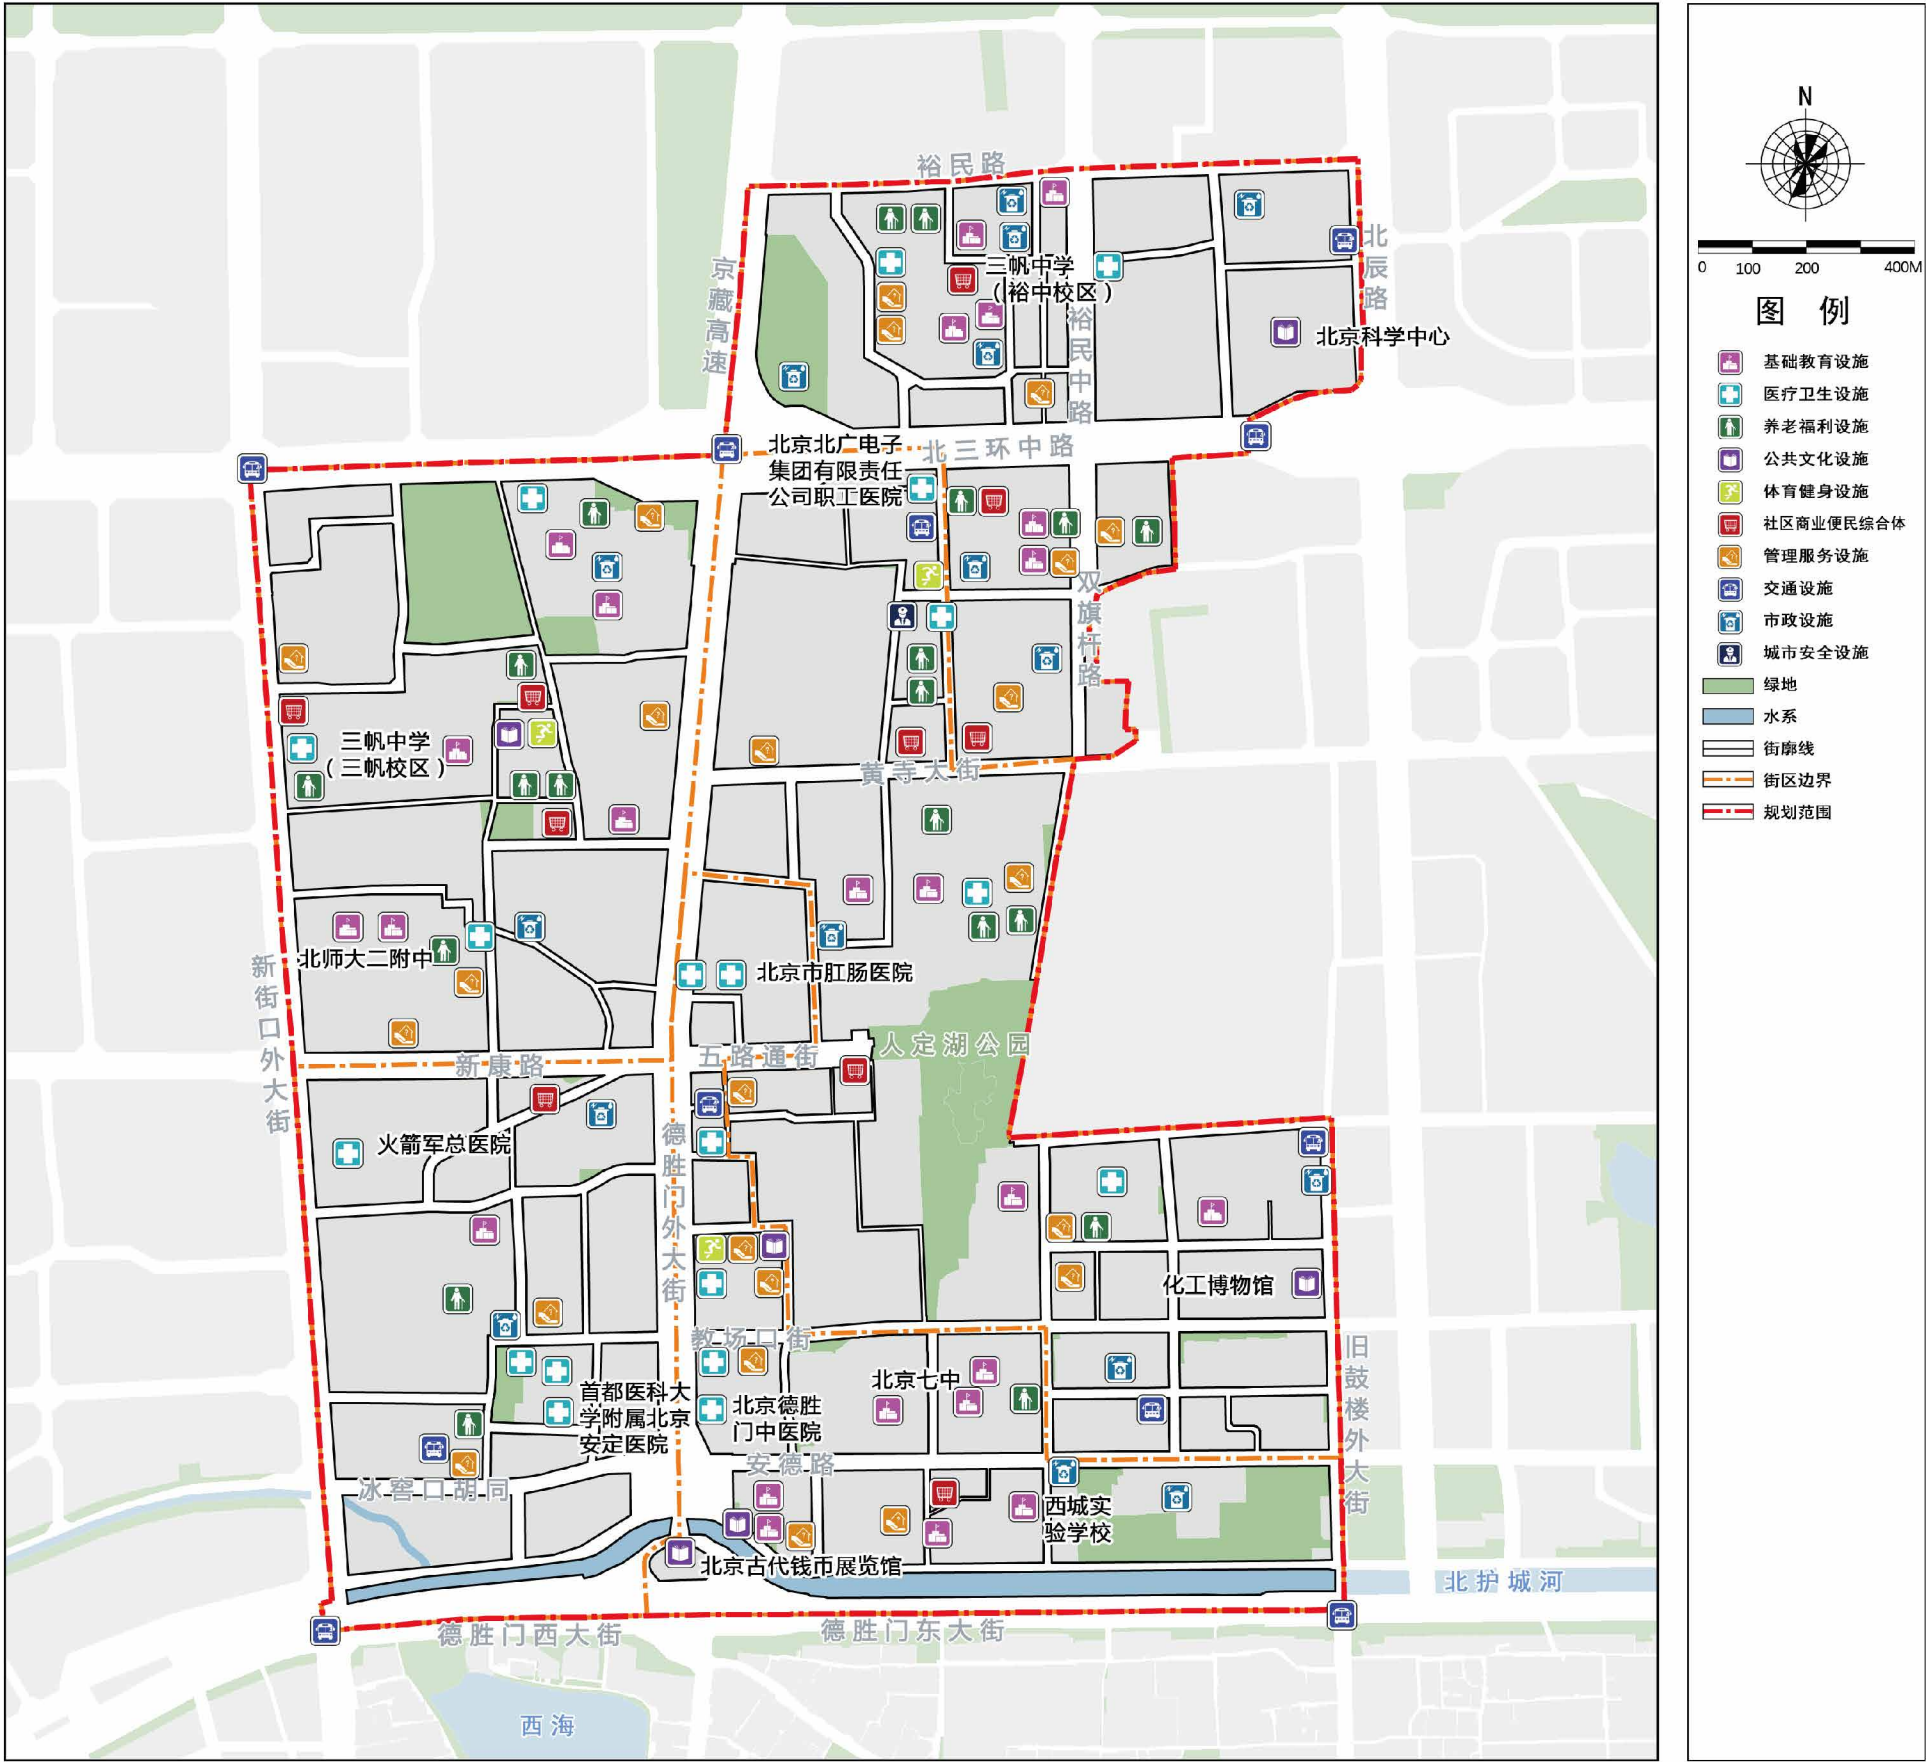 裕民路
京藏高速
三帆中学
（裕中校区）
裕民中路
北辰路
北京科学中心
北京北广电子
集团有限责任
公司职工医院
北三环中路
双旗杆路
三帆中学
（三帆校区）
黄寺大街
北师大二附中
新街口外大街
北京市肛肠医院
人定湖公园
新康路
五路通街
火箭军总医院
德胜门外大街
化工博物馆
教场口街
首都医科大
学附属北京
安定医院
北京德胜
门中医院
北京七中
旧鼓楼外大街
安德路
冰窖口胡同
西城实
验学校
北京古代钱币展览馆
北护城河
德胜门西大街
德胜门东大街
西海
N
0 100 200 400M
图例
基础教育设施
医疗卫生设施
养老福利设施
公共文化设施
体育健身设施
社区商业便民综合体
管理服务设施
交通设施
市政设施
城市安全设施
绿地
水系
街廓线
街区边界
规划范围